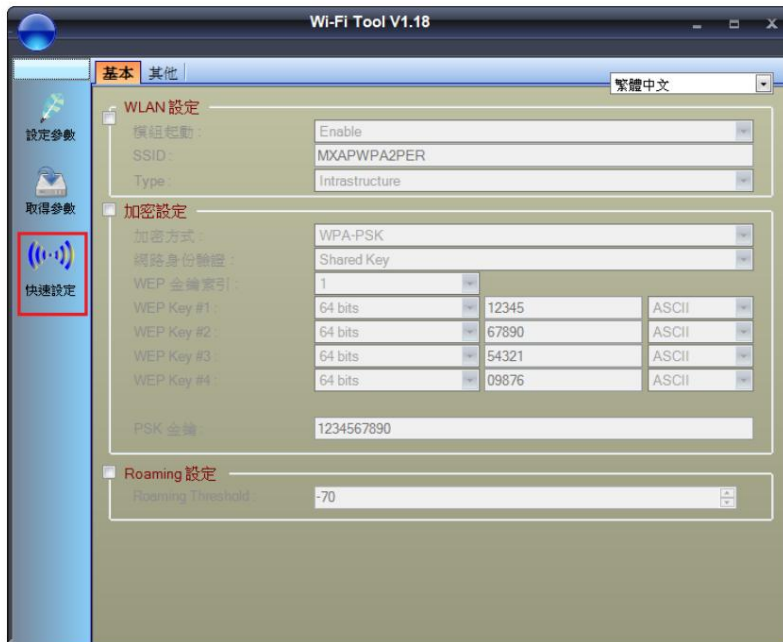 Wi-Fi Tool V1.18
基本 其他
繁體中文
設定參數
取得參數
快速設定
WLAN 設定
模組起動 : Enable
SSID : MXAPWPA2PER
Type : Intrastructure
加密設定
加密方式 : WPA-PSK
網路身份驗證 : Shared Key
WEP 金鑰索引 : 1
WEP Key #1 : 64 bits 12345 ASCII
WEP Key #2 : 64 bits 67890 ASCII
WEP Key #3 : 64 bits 54321 ASCII
WEP Key #4 : 64 bits 09876 ASCII
PSK 金鑰 : 1234567890
Roaming 設定
Roaming Threshold : -70